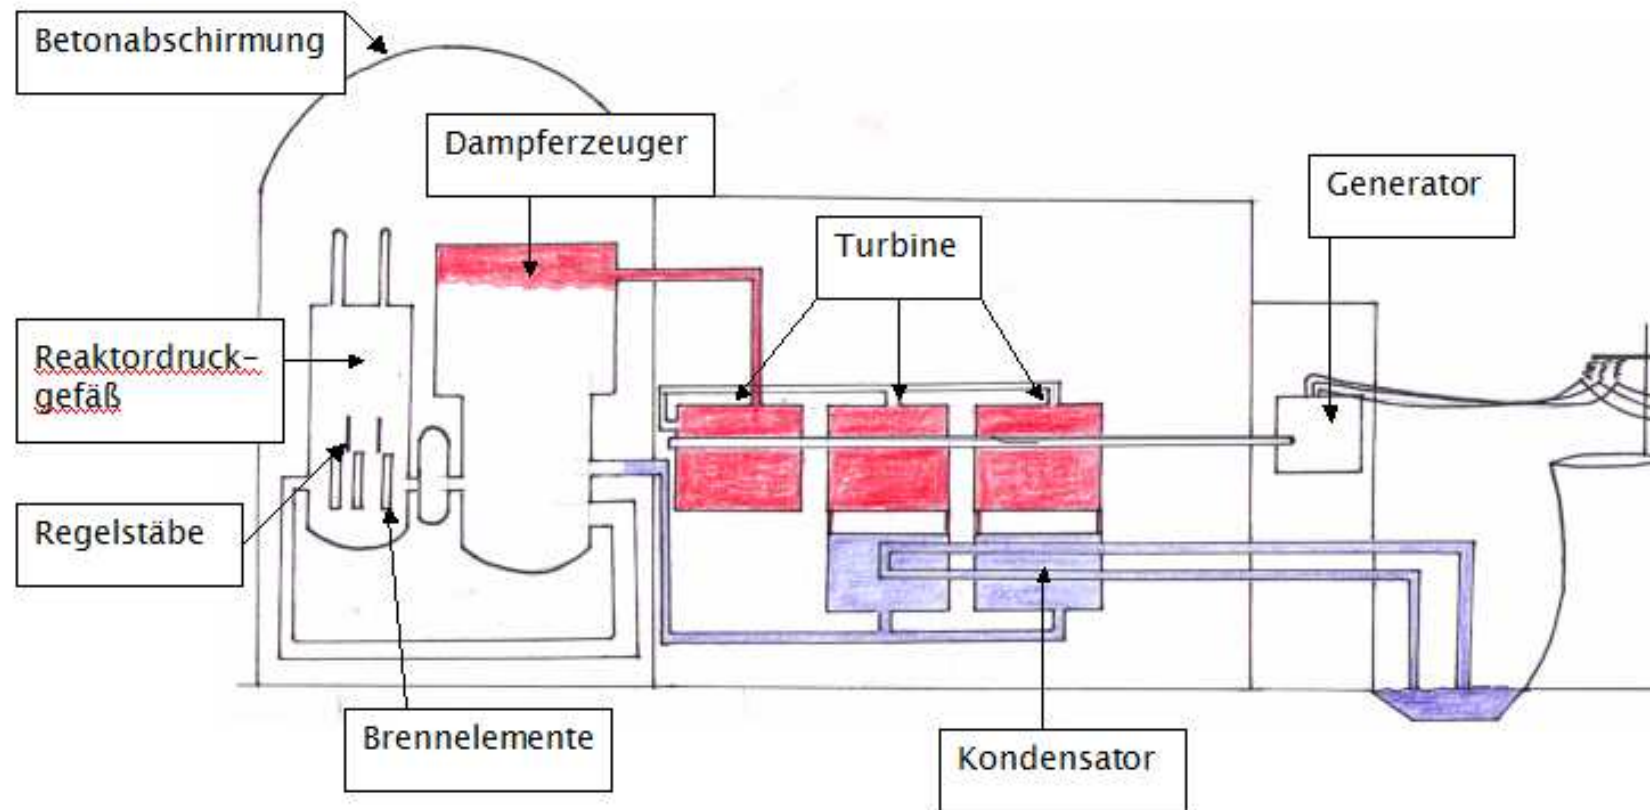 Betonabschirmung
Dampferzeuger
Generator
Turbine
Reaktordruck-
gefäß
Regelstäbe
Brennelemente
Kondensator